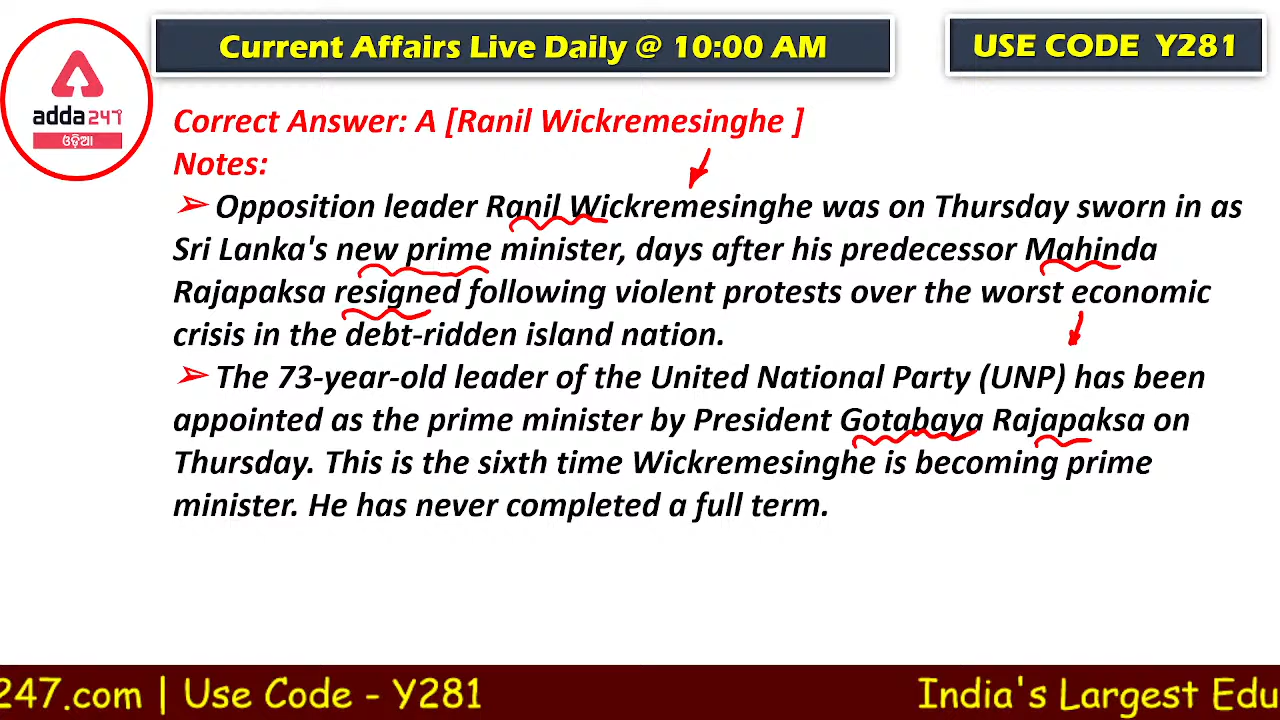 Current Affairs Live Daily @ 10:00 AM
USE CODE Y281
adda247
ଓଡ଼ିଆ
Correct Answer: A [Ranil Wickremesinghe ]
Notes:
➢ Opposition leader Ranil Wickremesinghe was on Thursday sworn in as
Sri Lanka's new prime minister, days after his predecessor Mahinda
Rajapaksa resigned following violent protests over the worst economic
crisis in the debt-ridden island nation.
➢ The 73-year-old leader of the United National Party (UNP) has been
appointed as the prime minister by President Gotabaya Rajapaksa on
Thursday. This is the sixth time Wickremesinghe is becoming prime
minister. He has never completed a full term.
247.com | Use Code - Y281
India's Largest Edu